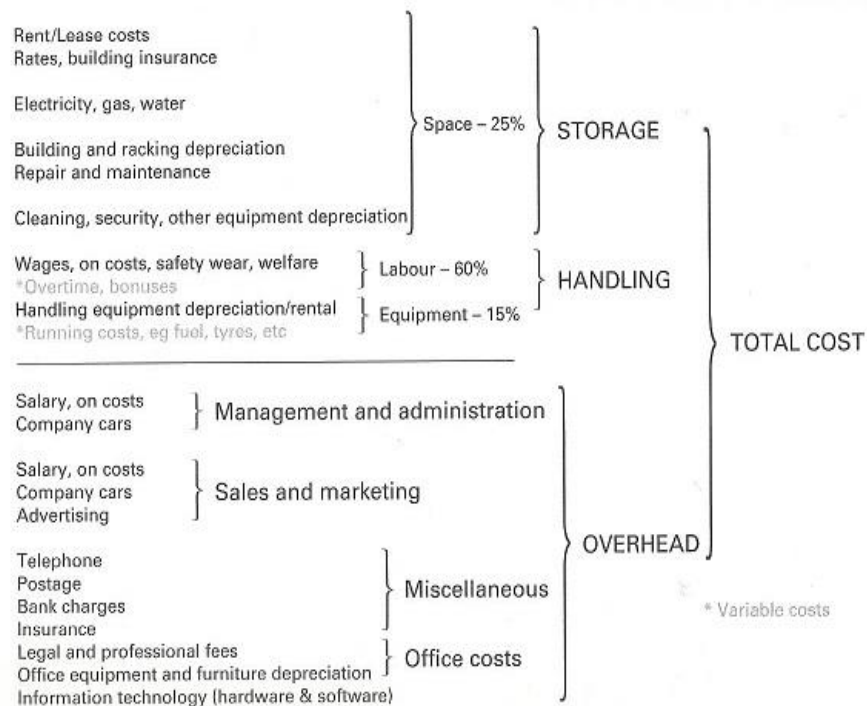 Rent/Lease costs
Rates, building insurance
Electricity, gas, water
Building and racking depreciation
Repair and maintenance
Cleaning, security, other equipment depreciation
Space – 25%
STORAGE
Wages, on costs, safety wear, welfare
*Overtime, bonuses
Labour – 60%
Handling equipment depreciation/rental
*Running costs, eg fuel, tyres, etc
Equipment – 15%
HANDLING
TOTAL COST
Salary, on costs
Company cars
Management and administration
Salary, on costs
Company cars
Advertising
Sales and marketing
OVERHEAD
Telephone
Postage
Bank charges
Insurance
Miscellaneous
Legal and professional fees
Office equipment and furniture depreciation
Office costs
Information technology (hardware & software)
* Variable costs